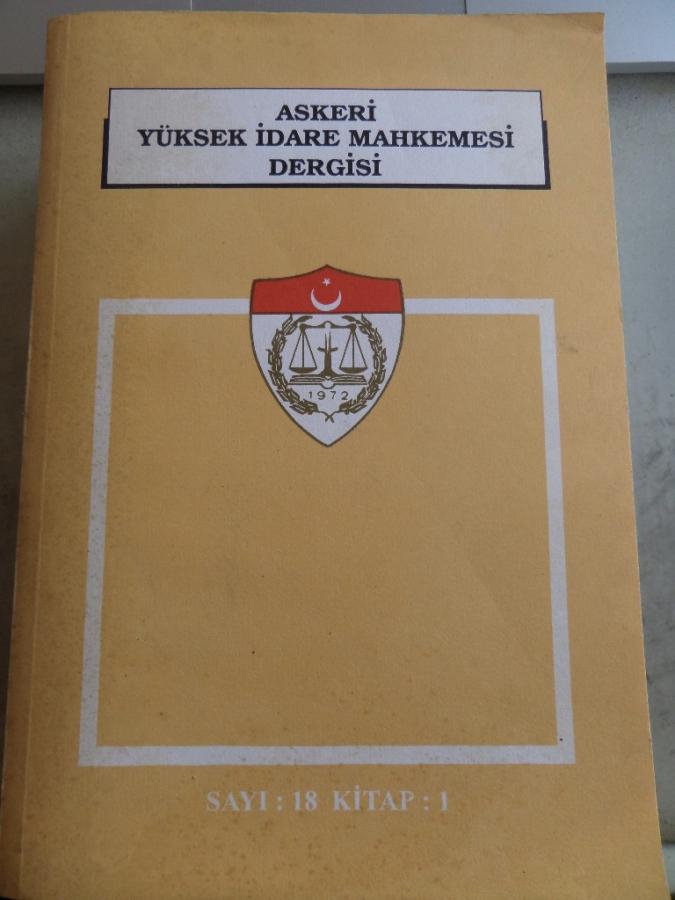 ASKERİ
YÜKSEK İDARE MAHKEMESİ
DERGİSİ
1972
SAYI : 18 KİTAP : 1